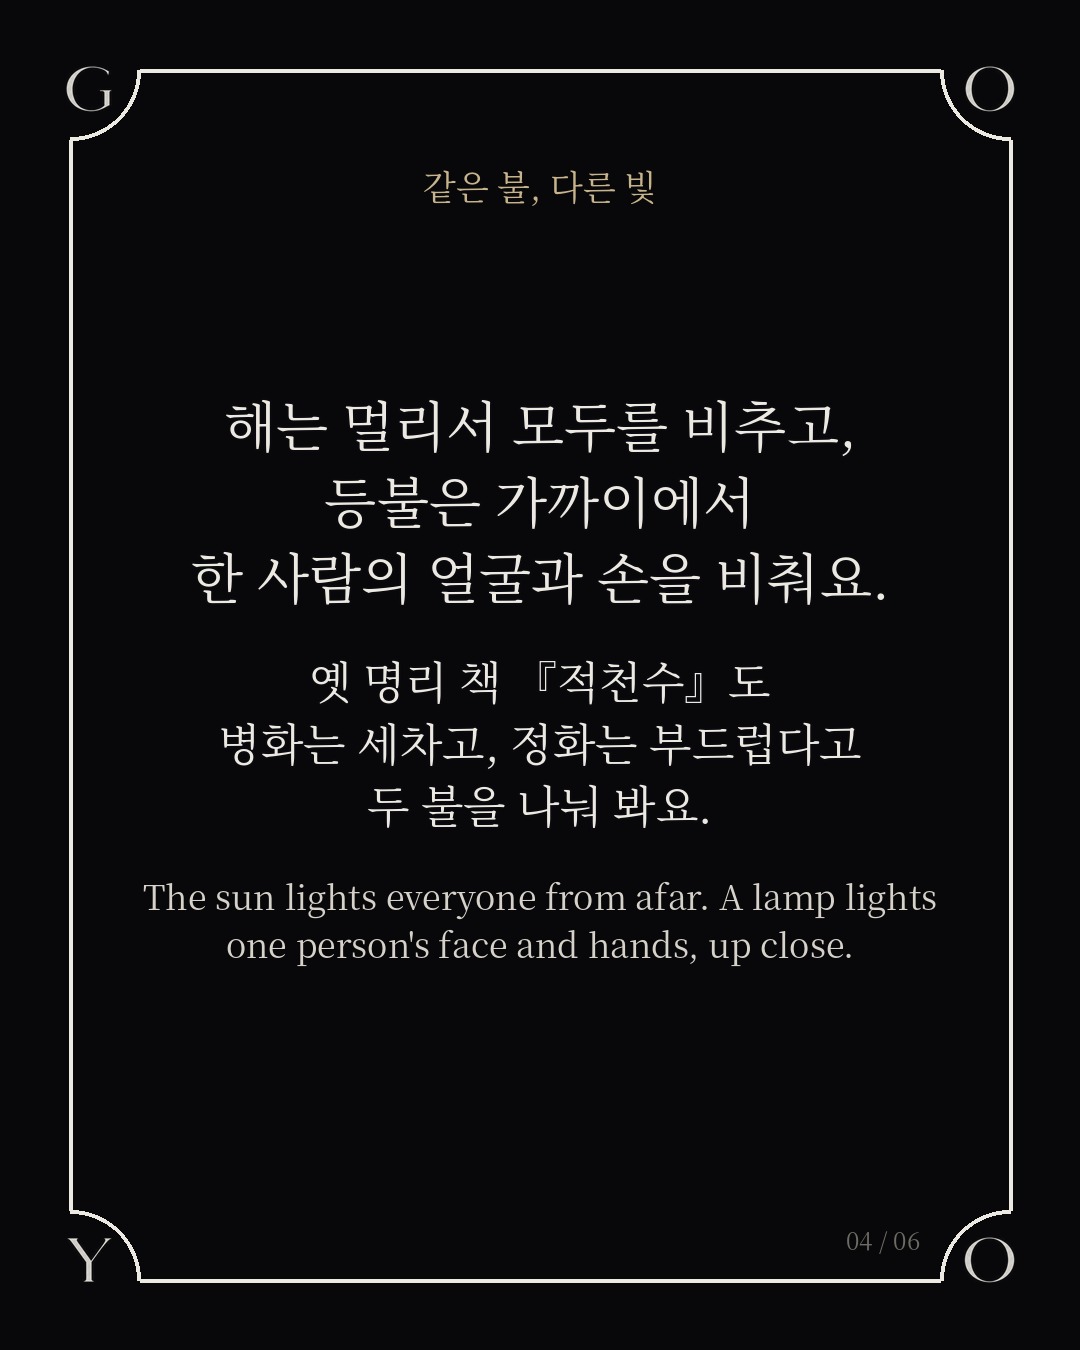 G O
같은 불, 다른 빛
해는 멀리서 모두를 비추고,
등불은 가까이에서
한 사람의 얼굴과 손을 비춰요.
옛 명리 책 『적천수』도
병화는 세차고, 정화는 부드럽다고
두 불을 나눠 봐요.
The sun lights everyone from afar. A lamp lights
one person's face and hands, up close.
04 / 06
Y O